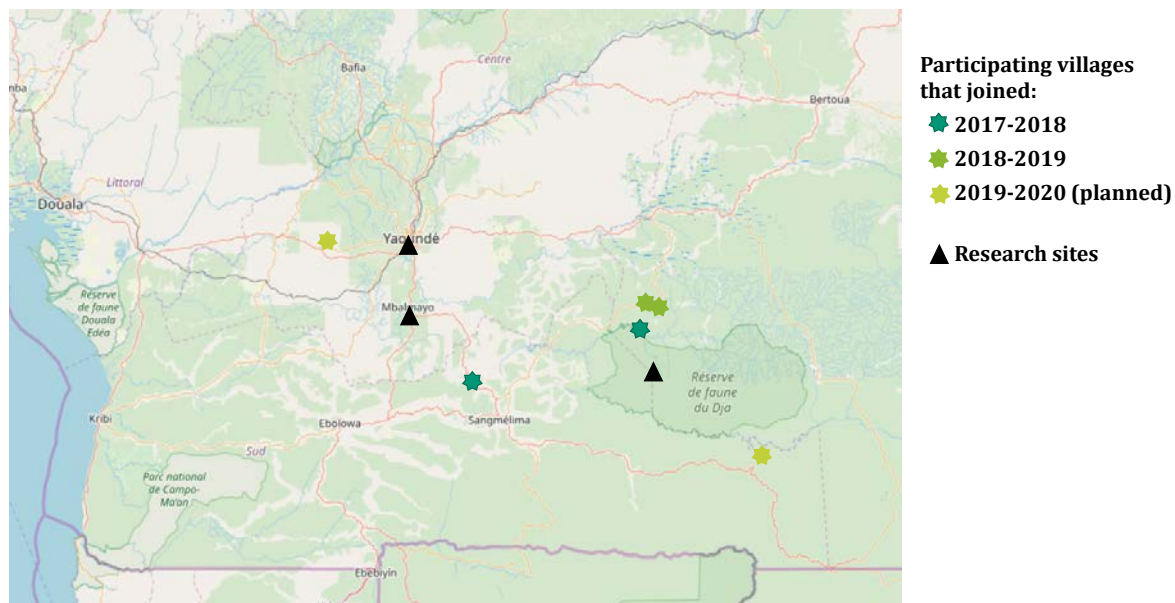 Bafia
Centre
mba
Bertoua
Littoral
Douala
Yaoundé
Réserve
de faune
Douala
Edéa
Mbalmayo
Réserve
de faune
du Dja
Kribi
Ebolowa
Sangmélima
Sud
Parc national
de Campo-
Ma'an
Ebebiyín
Participating villages
that joined:
2017-2018
2018-2019
2019-2020 (planned)
Research sites